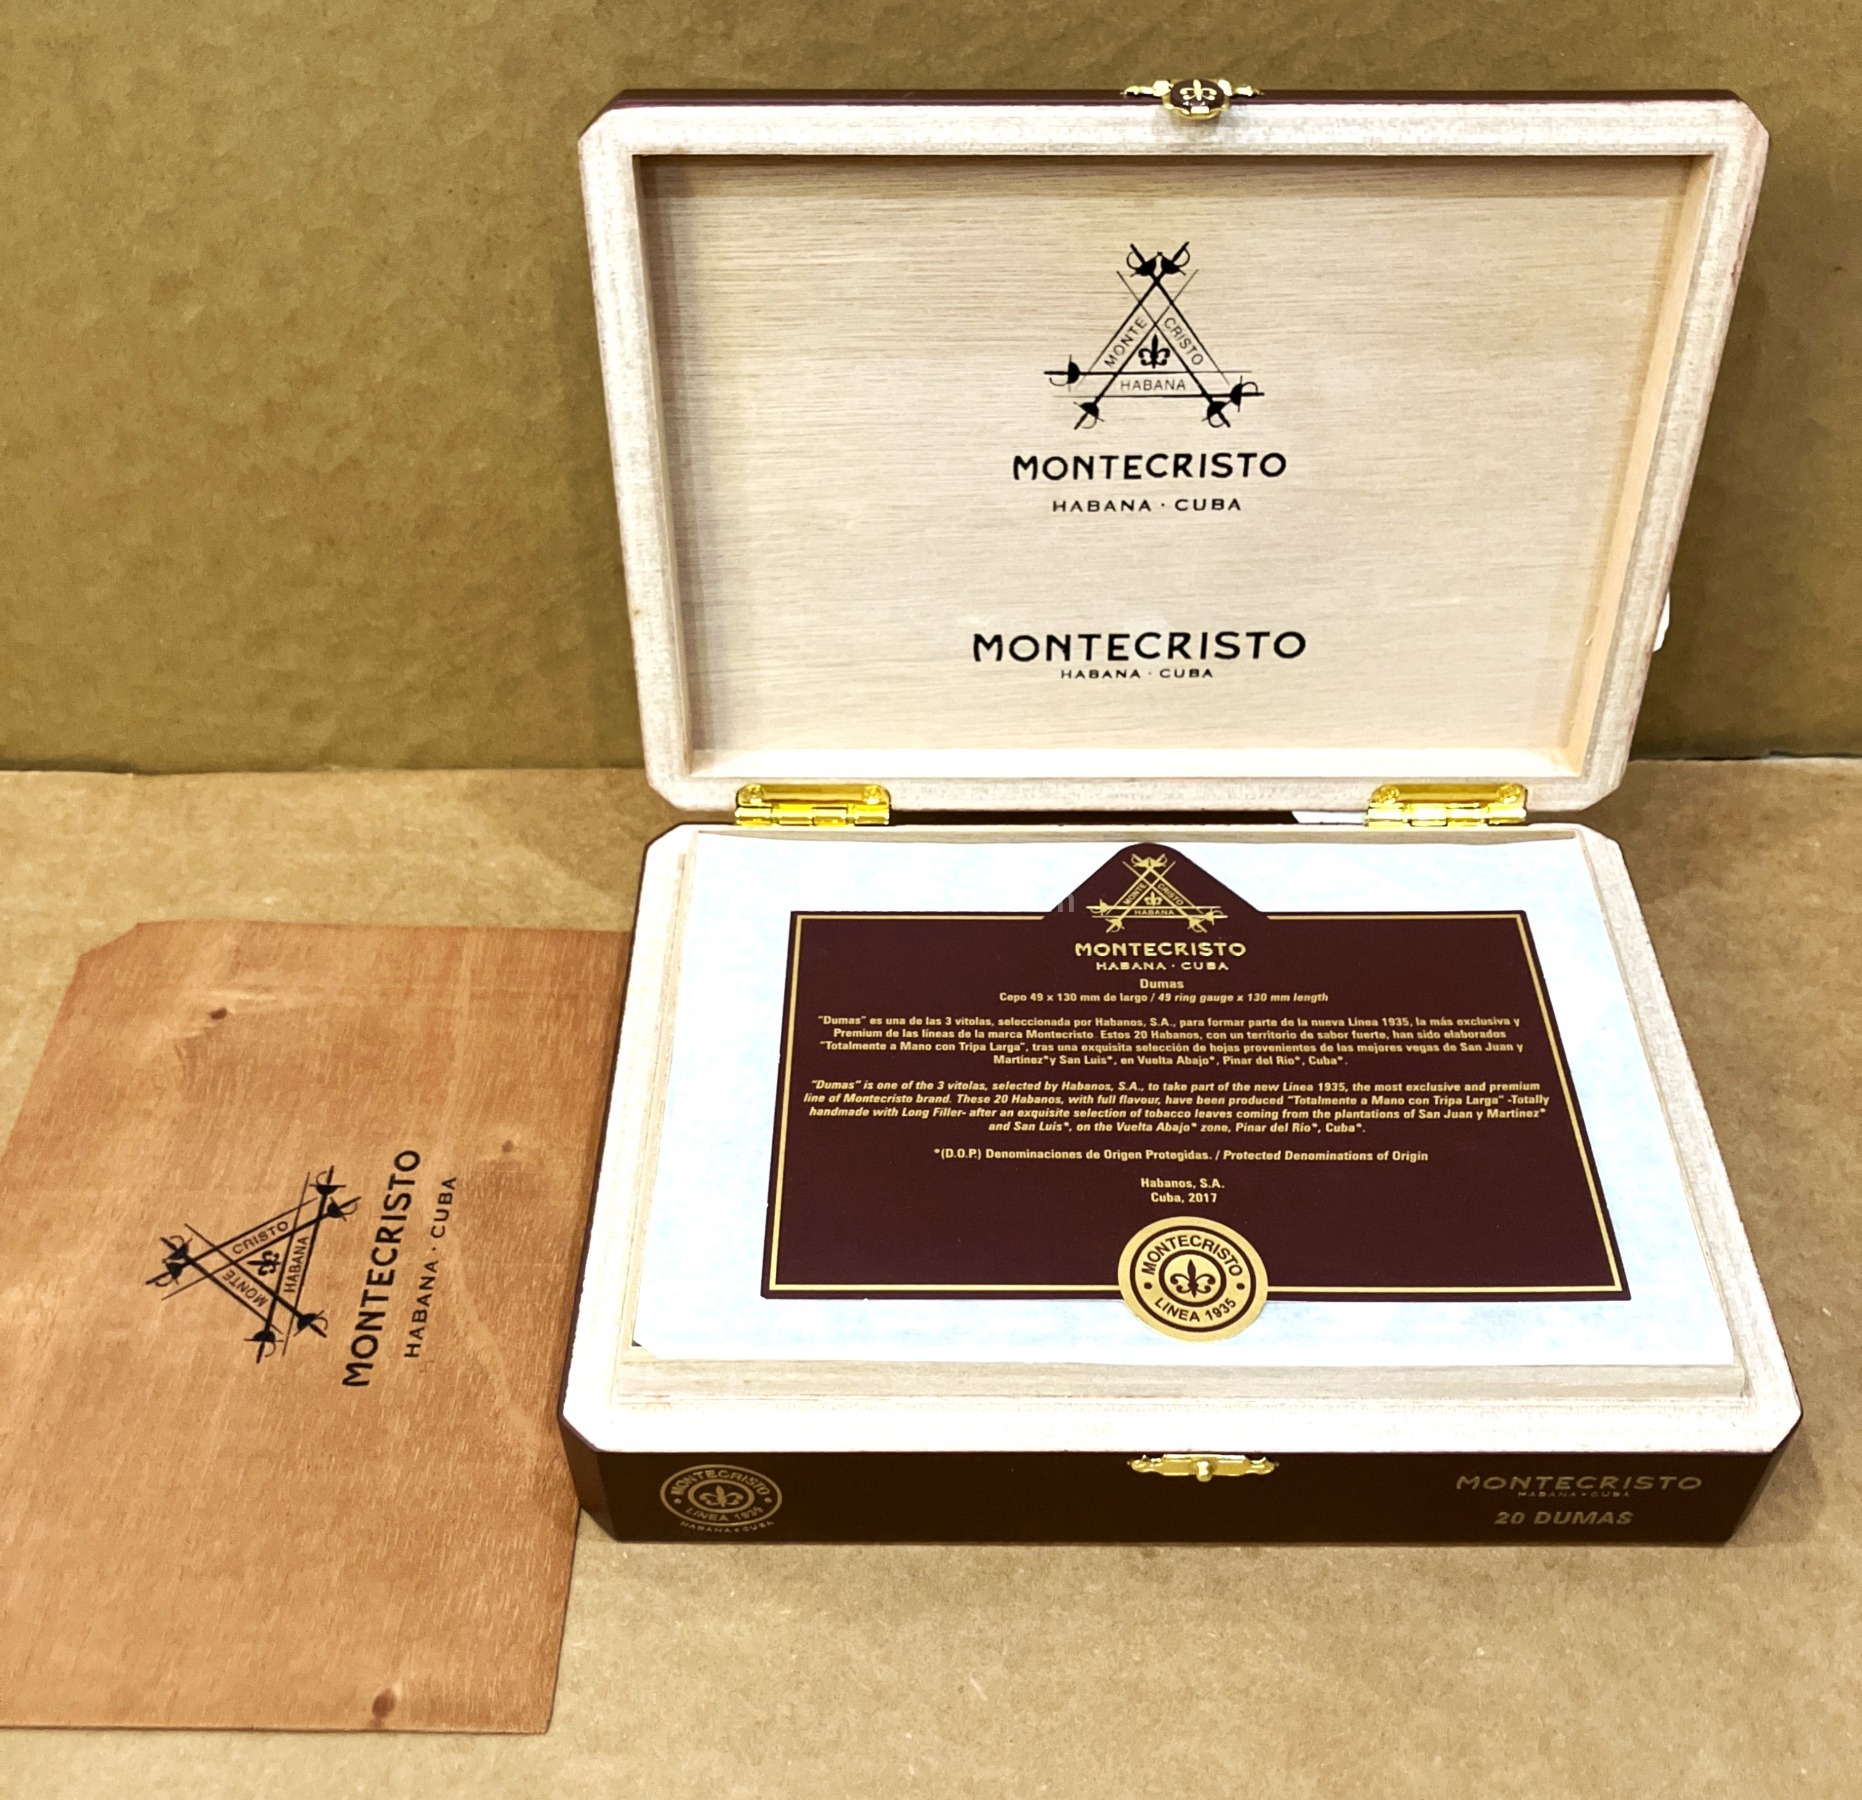 MONTE CRISTO
HABANA
MONTECRISTO
HABANA · CUBA
MONTECRISTO
HABANA · CUBA
MONTE CRISTO
HABANA
MONTECRISTO
HABANA · CUBA
Dumas
Cepo 49 x 130 mm de largo / 49 ring gauge x 130 mm length
"Dumas" es una de las 3 vitolas, seleccionada por Habanos, S.A., para formar parte de la nueva Línea 1935, la más exclusiva y
Premium de las líneas de la marca Montecristo. Estos 20 Habanos, con un territorio de sabor fuerte, han sido elaborados
"Totalmente a Mano con Tripa Larga", tras una exquisita selección de hojas provenientes de las mejores vegas de San Juan y
Martínez* y San Luis*, en Vuelta Abajo*, Pinar del Río*, Cuba*.
"Dumas" is one of the 3 vitolas, selected by Habanos, S.A., to take part of the new Línea 1935, the most exclusive and premium
line of Montecristo brand. These 20 Habanos, with full flavour, have been produced "Totalmente a Mano con Tripa Larga" -Totally
handmade with Long Filler- after an exquisite selection of tobacco leaves coming from the plantations of San Juan y Martínez*
and San Luis*, on the Vuelta Abajo* zone, Pinar del Río*, Cuba*.
*(D.O.P.) Denominaciones de Origen Protegidas. / Protected Denominations of Origin
Habanos, S.A.
Cuba, 2017
MONTECRISTO
LÍNEA 1935
MONTE CRISTO
HABANA
MONTECRISTO
HABANA · CUBA
MONTECRISTO
LÍNEA 1935
HABANA · CUBA
MONTECRISTO
HABANA · CUBA
20 DUMAS